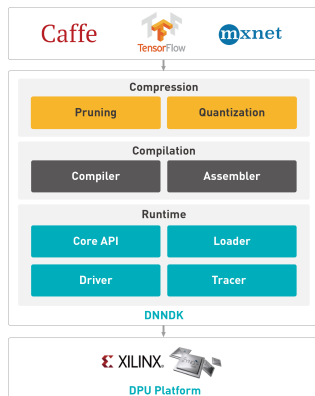 Caffe
TensorFlow
mxnet
Compression
Pruning
Quantization
Compilation
Compiler
Assembler
Runtime
Core API
Loader
Driver
Tracer
DNNDK
XILINX
DPU Platform